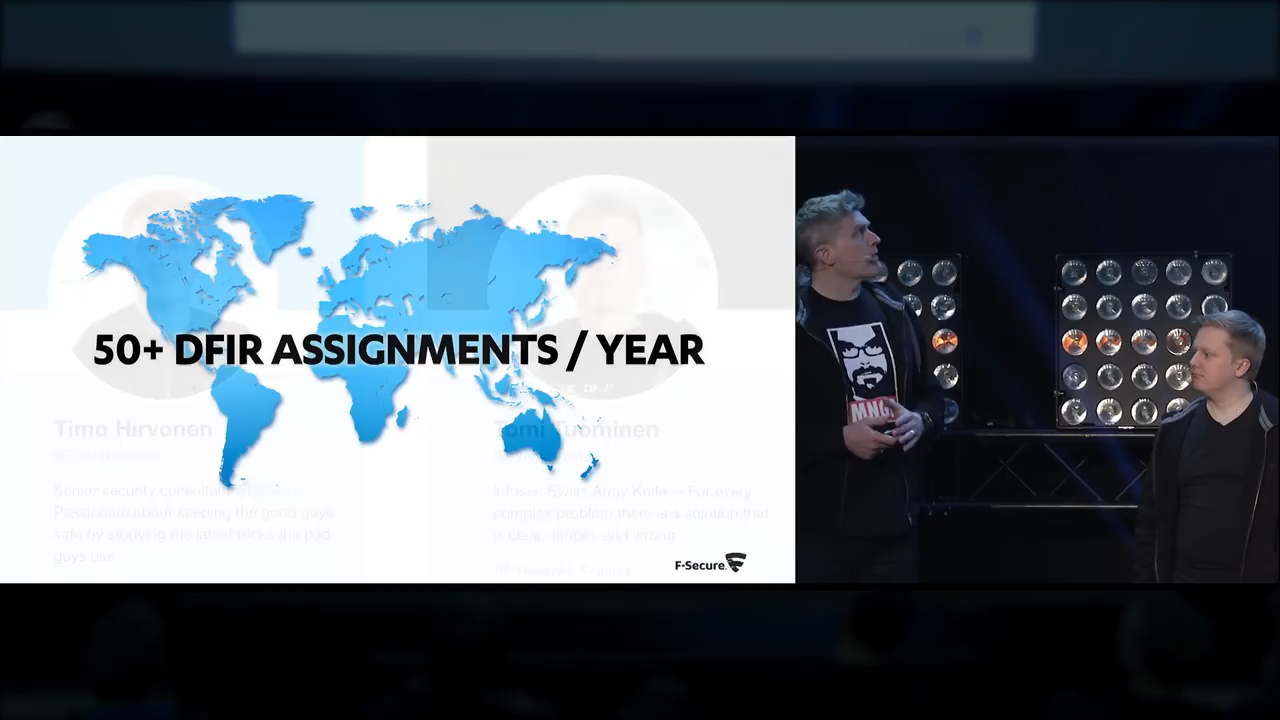 50+ DFIR ASSIGNMENTS / YEAR
Timo Hirvonen
Tomi Tuominen
Senior security consultant
Passionate about keeping the good guys
safe by studying the latest tricks the bad
guys use
Infosec Swiss Army Knife – For every
complex problem there is a solution that
is clear, simple, and wrong
F-Secure.
MNG